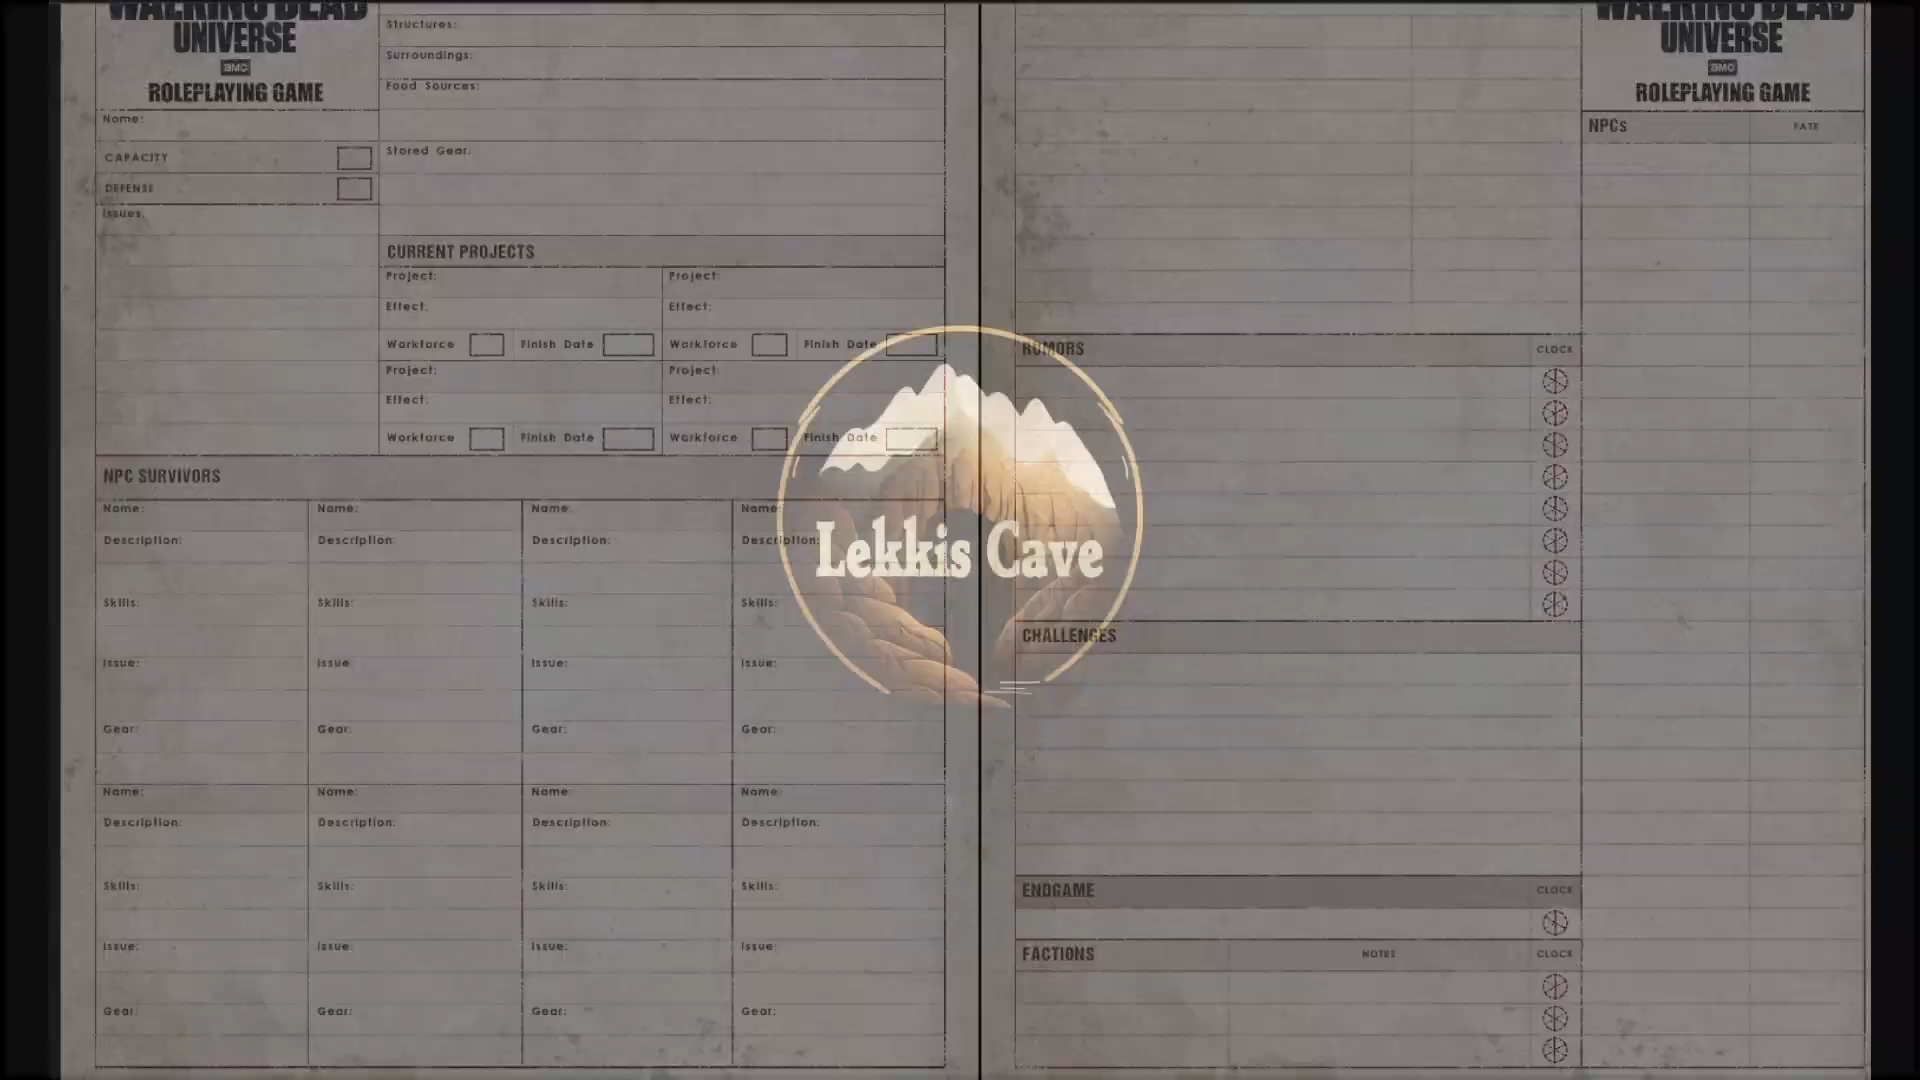 WALKING DEAD
UNIVERSE
AMC
ROLEPLAYING GAME
Name:
CAPACITY
DEFENSE
Issues:
Structures:
Surroundings:
Food Sources:
Stored Gear:
CURRENT PROJECTS
Project: Project:
Effect: Effect:
Workforce Finish Date Workforce Finish Date
Project: Project:
Effect: Effect:
Workforce Finish Date Workforce Finish Date
NPC SURVIVORS
Name: Name: Name: Name:
Description: Description: Description: Description:
Skills: Skills: Skills: Skills:
Issue: Issue: Issue: Issue:
Gear: Gear: Gear: Gear:
Name: Name: Name: Name:
Description: Description: Description: Description:
Skills: Skills: Skills: Skills:
Issue: Issue: Issue: Issue:
Gear: Gear: Gear: Gear:
Lekkis Cave
RUMORS CLOCK
CHALLENGES
ENDGAME CLOCK
FACTIONS NOTES CLOCK
WALKING DEAD
UNIVERSE
AMC
ROLEPLAYING GAME
NPCs FATE